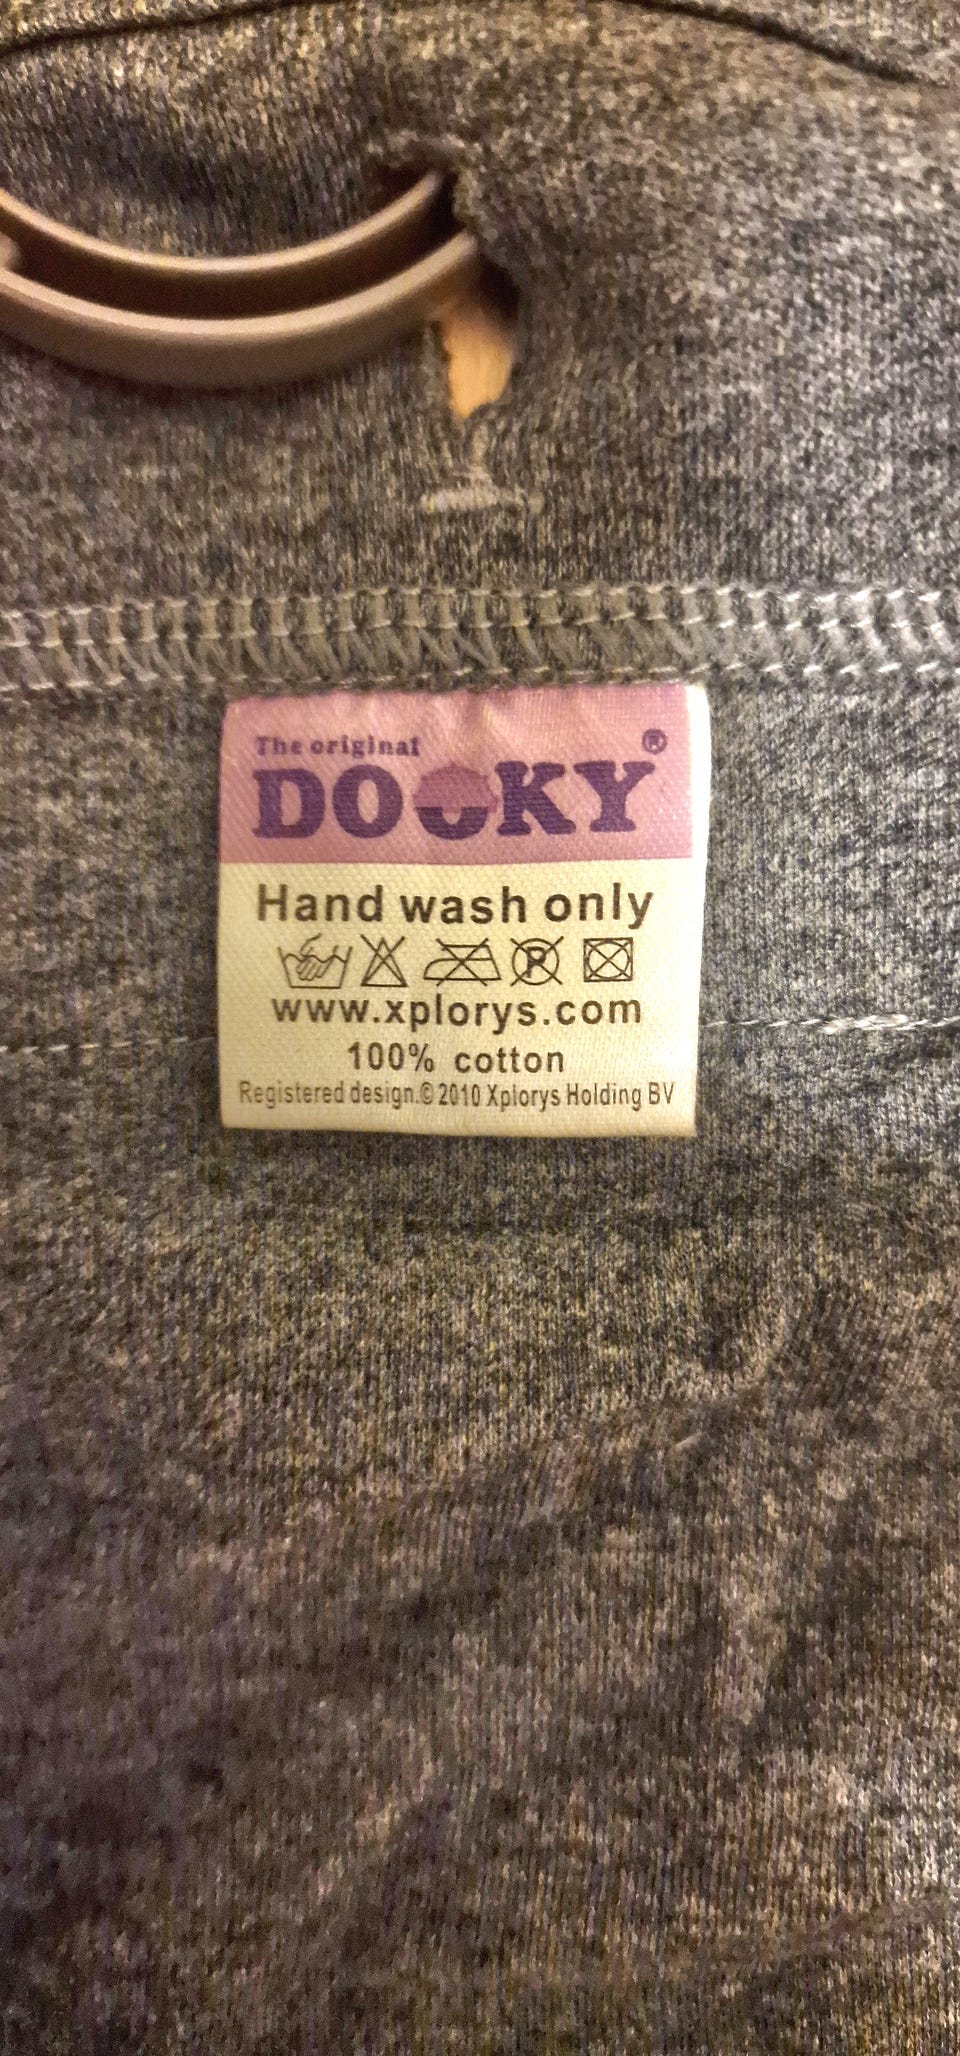 The original
DOOKY®
Hand wash only
P
www.xplorys.com
100% cotton
Registered design.© 2010 Xplorys Holding BV